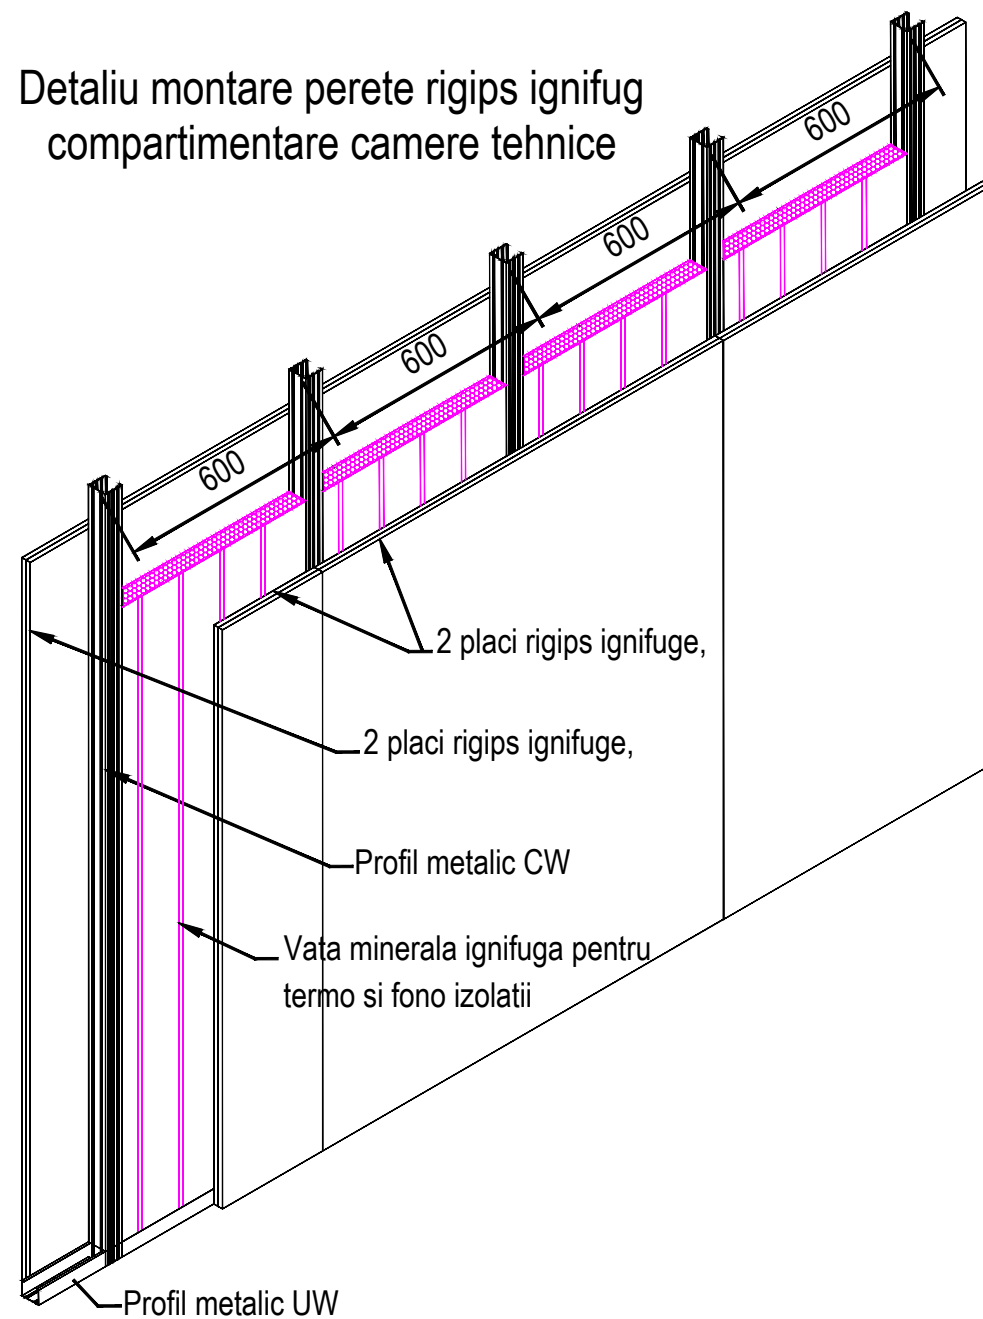 Detaliu montare perete rigips ignifug
compartimentare camere tehnice
600
600
600
600
2 placi rigips ignifuge,
2 placi rigips ignifuge,
Profil metalic CW
Vata minerala ignifuga pentru
termo si fono izolatii
Profil metalic UW